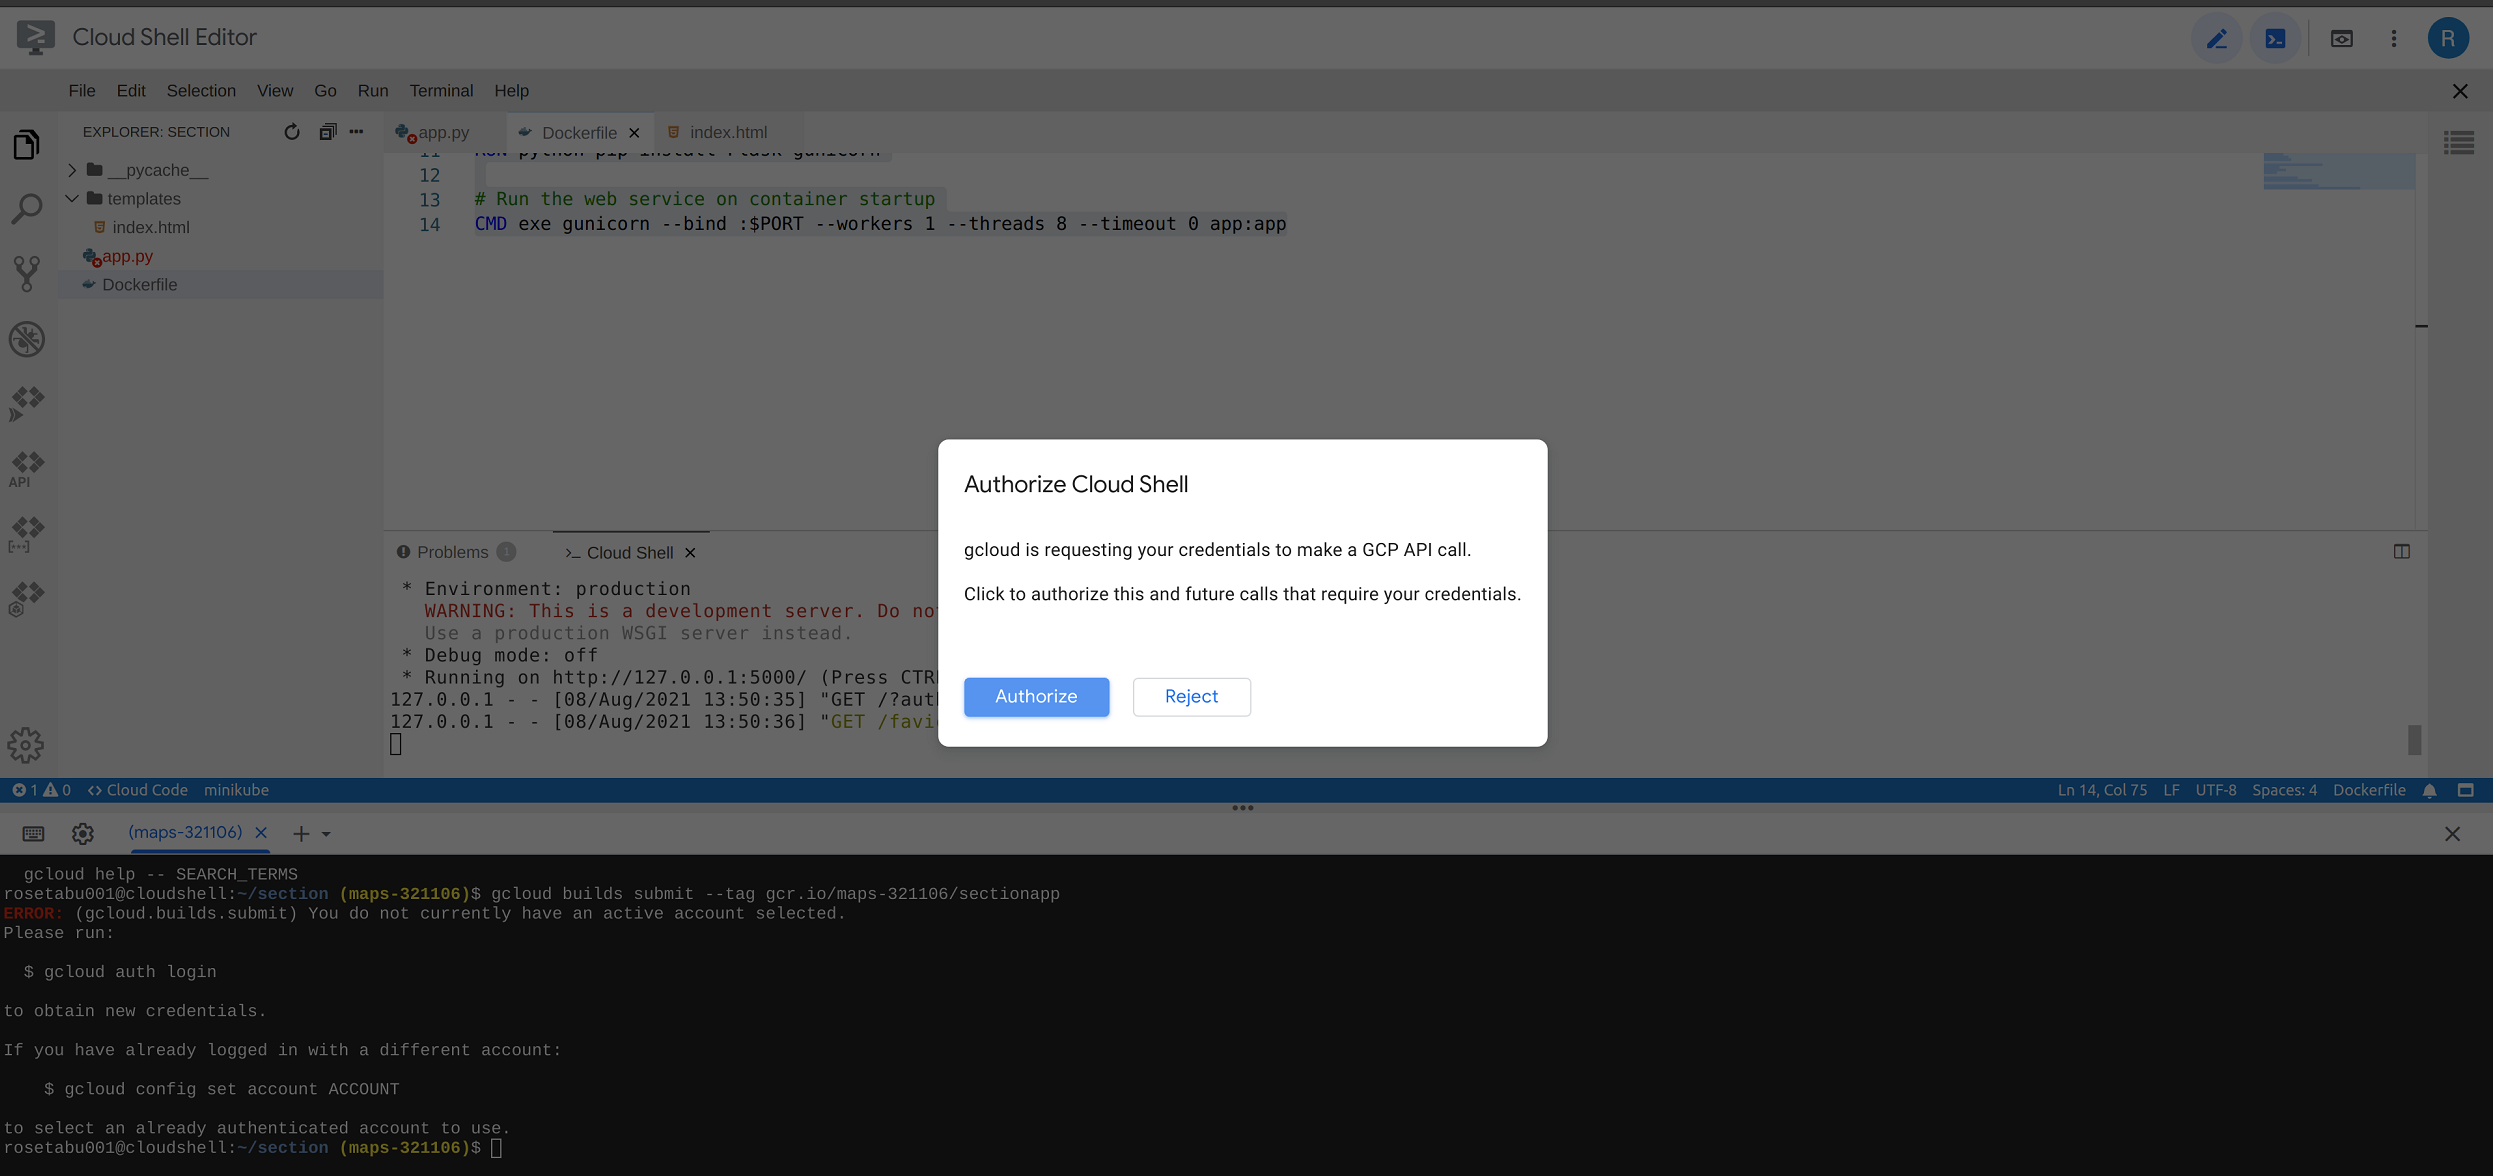 Cloud Shell Editor
R
File Edit Selection View Go Run Terminal Help
EXPLORER: SECTION
__pycache__
templates
index.html
app.py
Dockerfile
API
app.py
Dockerfile
index.html
11 RUN python pip install Flask gunicorn
12
13 # Run the web service on container startup
14 CMD exe gunicorn --bind :$PORT --workers 1 --threads 8 --timeout 0 app:app
Problems 1
>_ Cloud Shell
* Environment: production
WARNING: This is a development server. Do no
Use a production WSGI server instead.
* Debug mode: off
* Running on http://127.0.0.1:5000/ (Press CTR
127.0.0.1 - - [08/Aug/2021 13:50:35] "GET /?aut
127.0.0.1 - - [08/Aug/2021 13:50:36] "GET /favi
Authorize Cloud Shell
gcloud is requesting your credentials to make a GCP API call.
Click to authorize this and future calls that require your credentials.
Authorize
Reject
1 0 <> Cloud Code minikube
Ln 14, Col 75 LF UTF-8 Spaces: 4 Dockerfile
(maps-321106)
gcloud help -- SEARCH_TERMS
rosetabu001@cloudshell:~/section (maps-321106)$ gcloud builds submit --tag gcr.io/maps-321106/sectionapp
ERROR: (gcloud.builds.submit) You do not currently have an active account selected.
Please run:
$ gcloud auth login
to obtain new credentials.
If you have already logged in with a different account:
$ gcloud config set account ACCOUNT
to select an already authenticated account to use.
rosetabu001@cloudshell:~/section (maps-321106)$